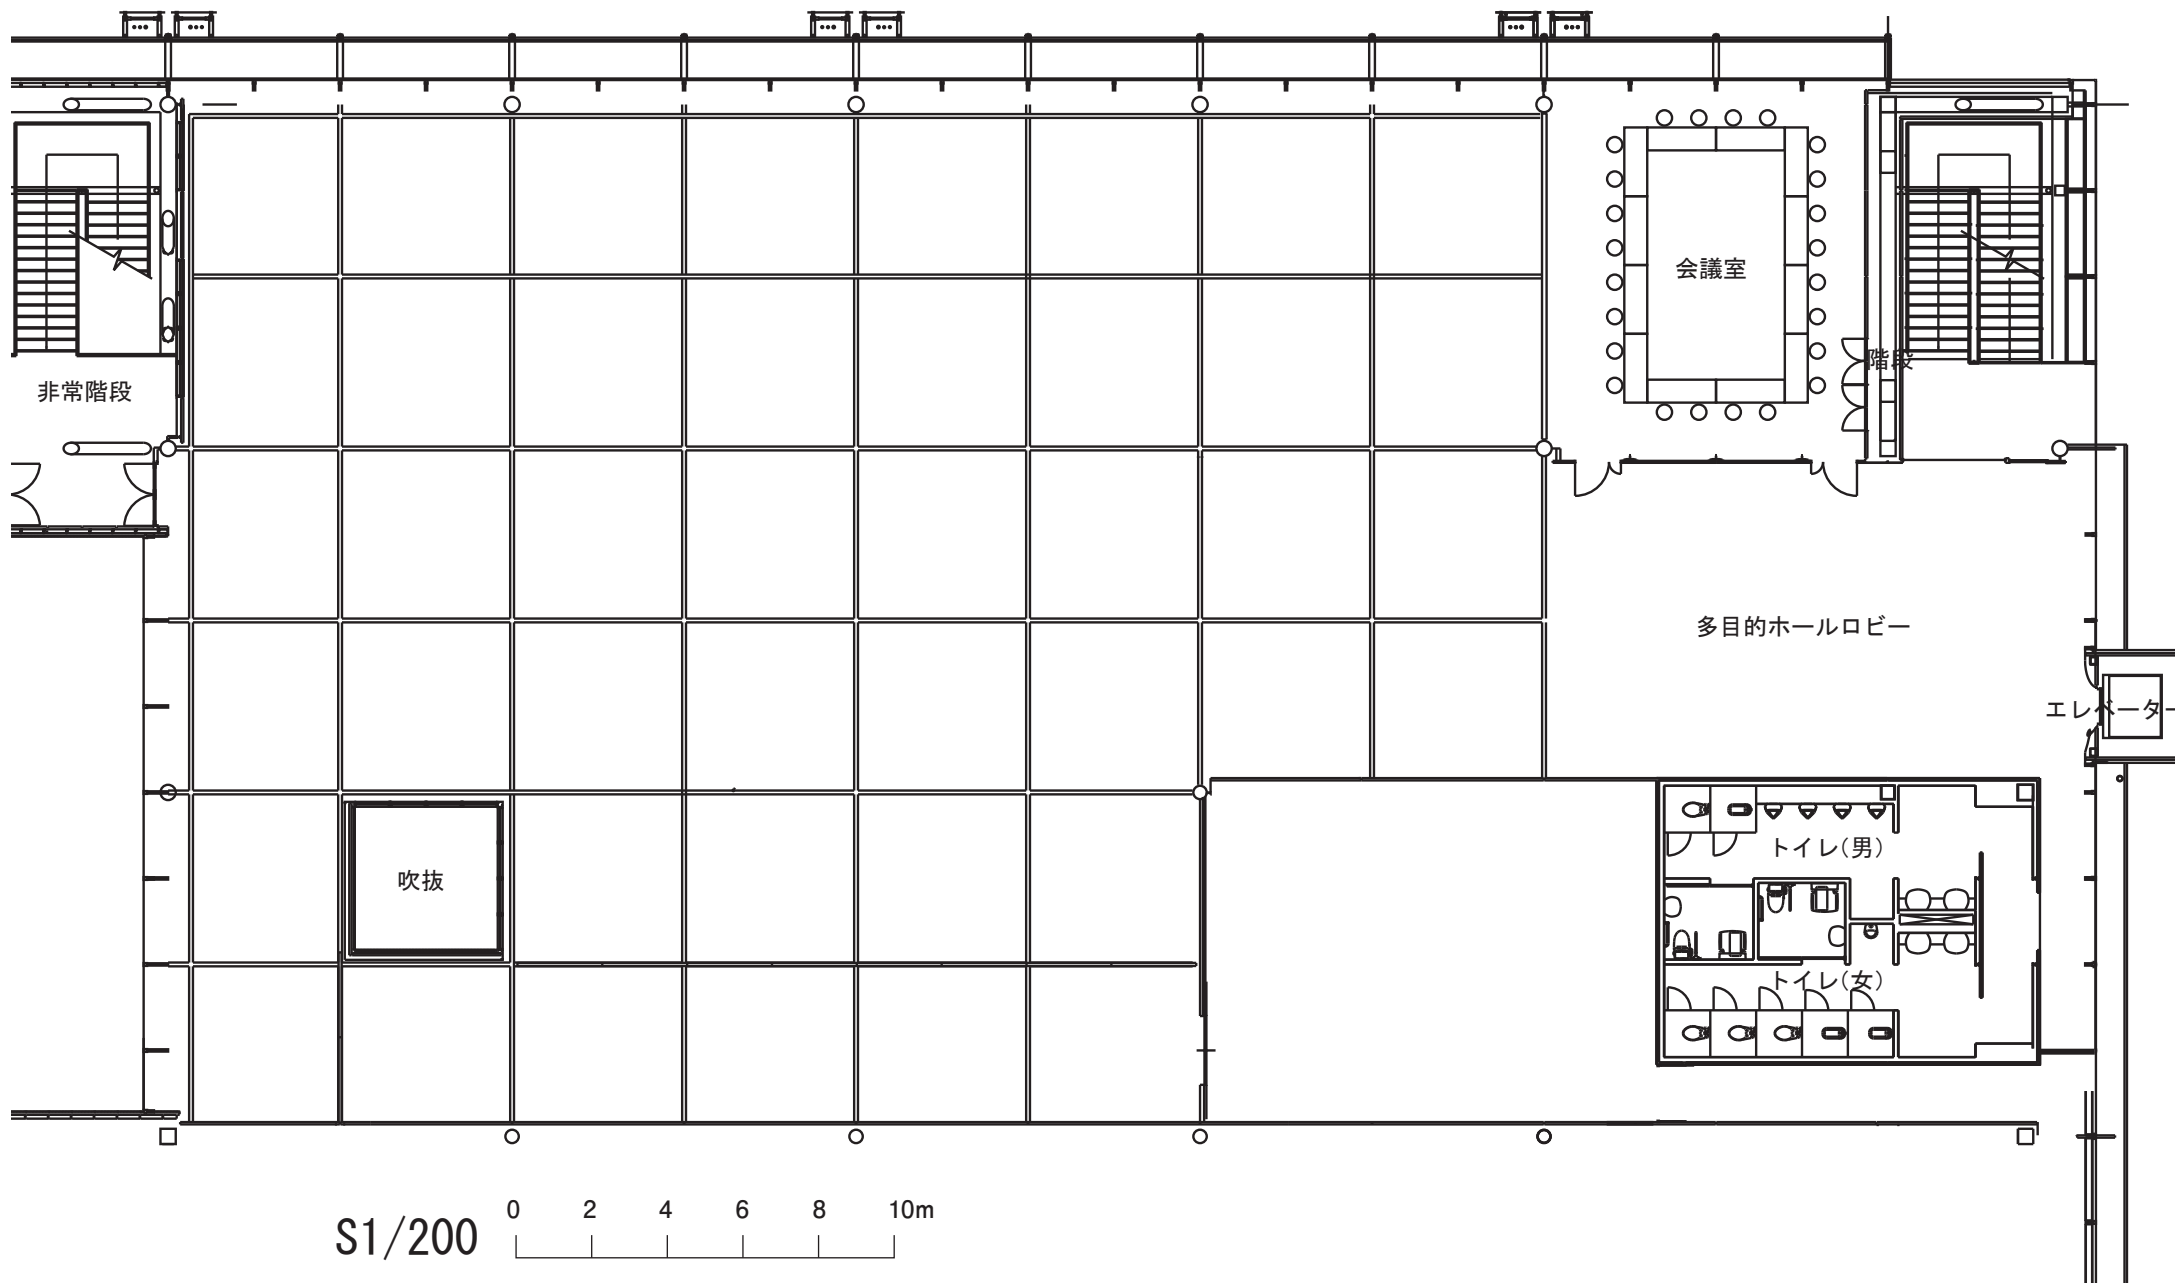 会議室
階段
非常階段
多目的ホールロビー
エレベーター
トイレ(男)
吹抜
トイレ(女)
0 2 4 6 8 10m
S1/200